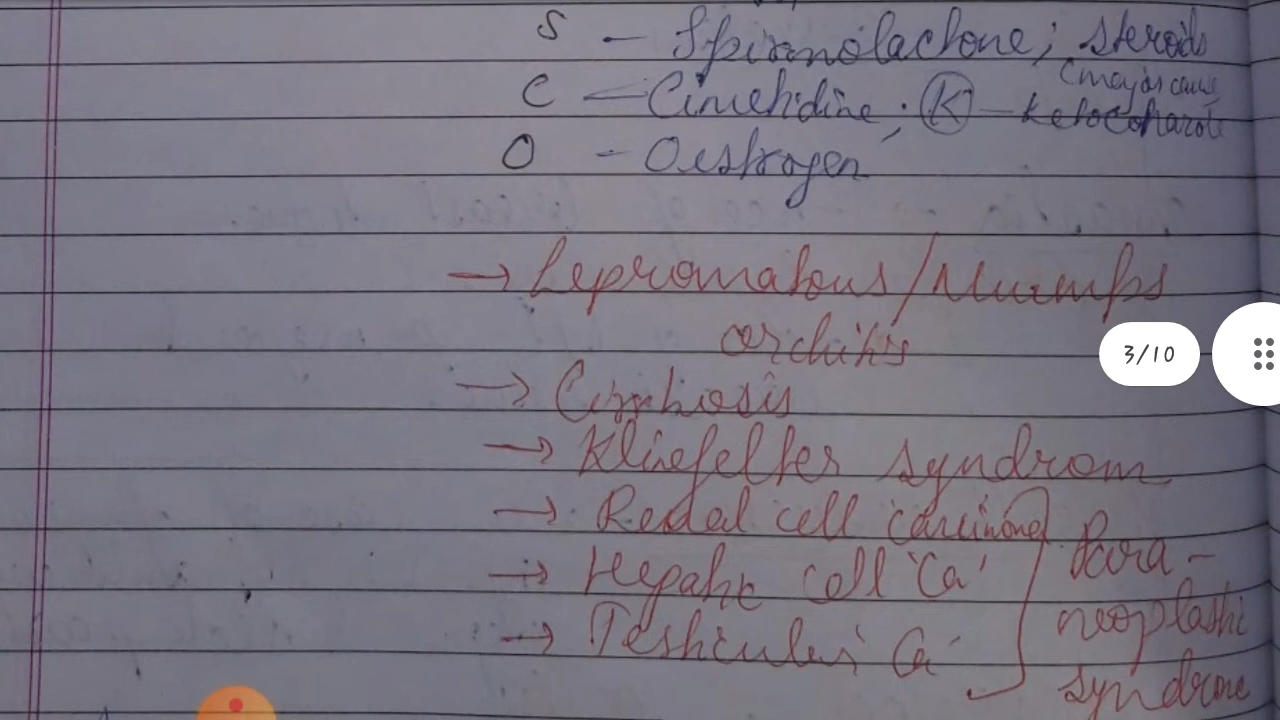 S - Spironolactone; steroids
(major cause
C - Cimetidine; (K) - ketoconazole
O - Oestrogen
→ Lepromatous/Mumps
orchitis
→ Cirrhosis
→ Klinefelter syndrom
→ Renal cell carcinoma
→ Hepatic cell 'Ca'
→ Testicular Ca
Para-
neoplastic
syndrome
3/10